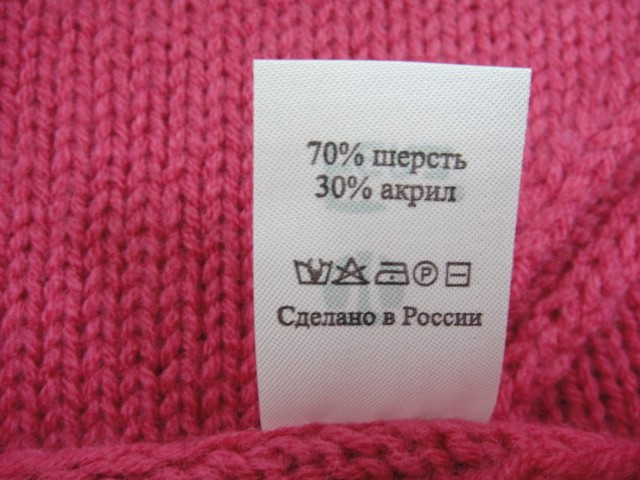 70% шерсть
30% акрил
P
Сделано в России